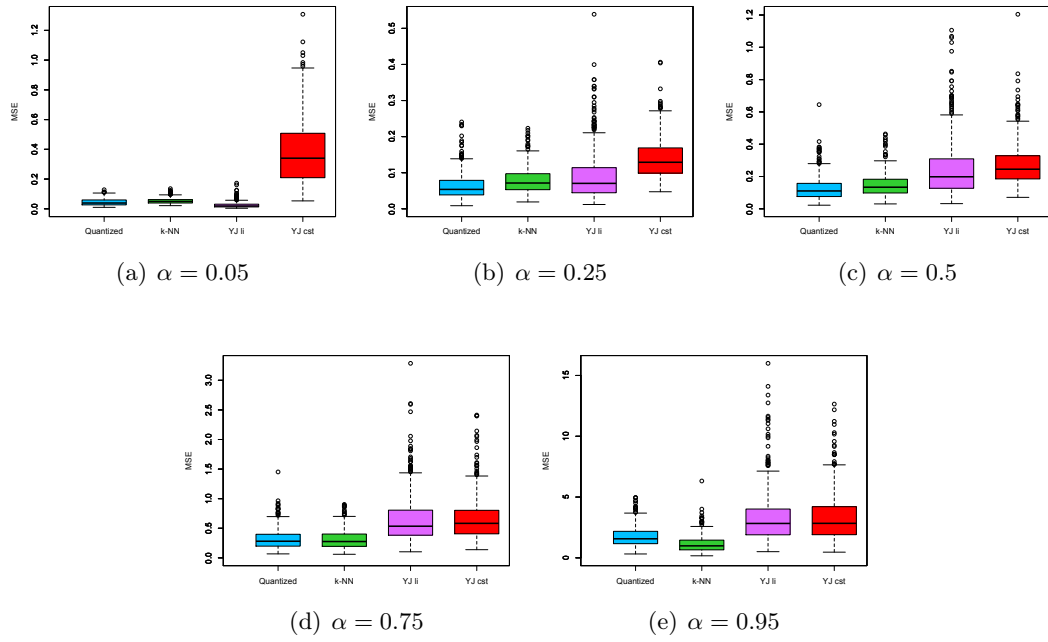 MSE
0.0 0.2 0.4 0.6 0.8 1.0 1.2
Quantized k-NN YJ li YJ cst
(a) α = 0.05
MSE
0.0 0.1 0.2 0.3 0.4 0.5
Quantized k-NN YJ li YJ cst
(b) α = 0.25
MSE
0.0 0.2 0.4 0.6 0.8 1.0 1.2
Quantized k-NN YJ li YJ cst
(c) α = 0.5
MSE
0.0 0.5 1.0 1.5 2.0 2.5 3.0
Quantized k-NN YJ li YJ cst
(d) α = 0.75
MSE
0 5 10 15
Quantized k-NN YJ li YJ cst
(e) α = 0.95